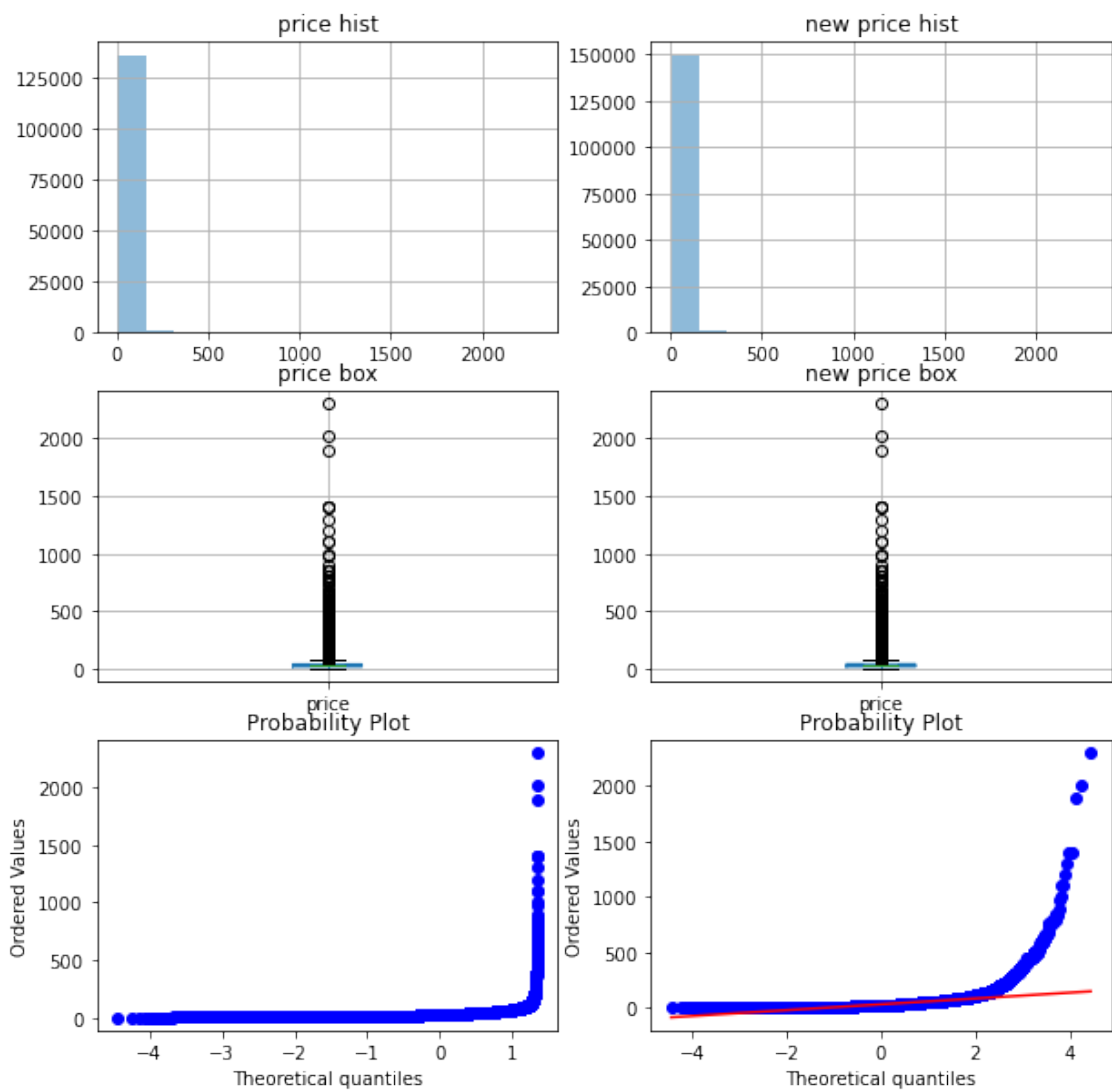 price hist
new price hist
125000
100000
75000
50000
25000
0
0 500 1000 1500 2000
150000
125000
100000
75000
50000
25000
0
0 500 1000 1500 2000
price box
new price box
2000
1500
1000
500
0
price
2000
1500
1000
500
0
price
Probability Plot
Probability Plot
Ordered Values
2000
1500
1000
500
0
−4 −3 −2 −1 0 1
Theoretical quantiles
Ordered Values
2000
1500
1000
500
0
−4 −2 0 2 4
Theoretical quantiles